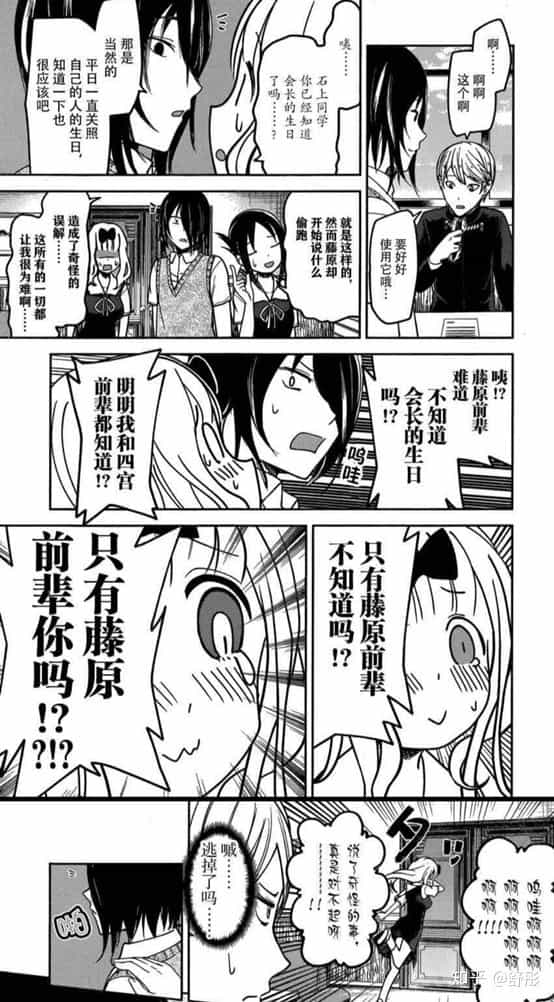 啊……
啊啊
这个啊
要好好
使用它哦…
咦……
石上同学
你已经知道
会长的生日
了吗……？
那是
当然的
平日一直关照
自己的人的生日，
知道一下也
很应该吧
就是这样的，
然而藤原却
开始说什么
偷跑
造成了奇怪的
误解……
这所有的一切都
让我很为难啊……
咦!?
藤原前辈
难道
不知道
会长的生日
吗!?
呜哇
明明我和四宫
前辈都知道!?
只有藤原前辈
不知道吗!?
只有藤原
前辈你吗!?
?!?
呜哇
啊啊啊
啊啊啊
说了奇怪的事，
真是对不起啊
嘁……
逃掉了吗……
知乎 @舒彤